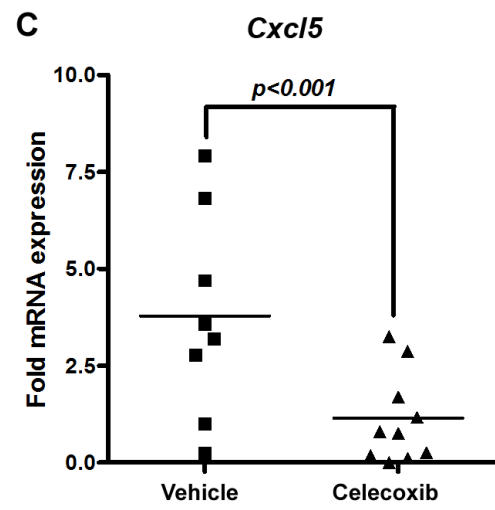 C
Cxcl5
p<0.001
Fold mRNA expression
10.0
7.5
5.0
2.5
0.0
Vehicle
Celecoxib